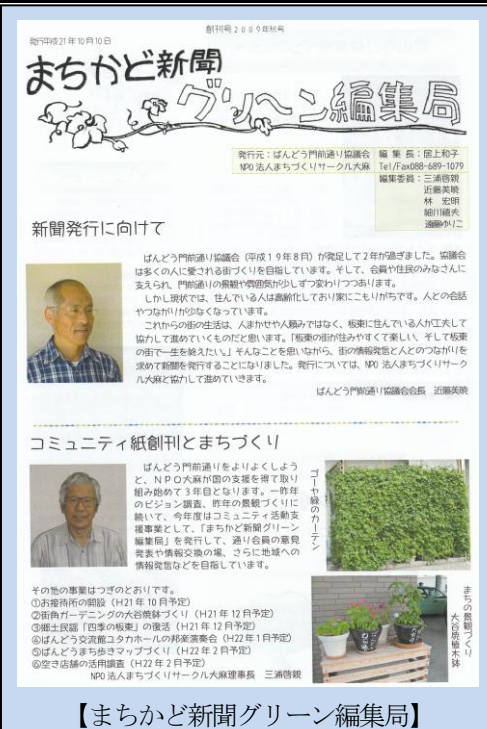 創刊号2009年秋号
発行平成21年10月10日
まちかど新聞
グリーン編集局
発行元：ばんどう門前通り協議会
NPO法人まちづくりサークル大麻
編集長：居上和子
Tel/Fax088-689-1079
編集委員：三浦啓親
近藤英暁
林 宏明
細川禧夫
遠藤ゆりこ
新聞発行に向けて
ばんどう門前通り協議会（平成19年8月）が発足して2年が過ぎました。協議会
は多くの人に愛される街づくりを目指しています。そして、会員や住民のみなさんに
支えられ、門前通りの景観や雰囲気が少しずつ変わりつつあります。
しかし現状では、住んでいる人は高齢化しており家にこもりがちです。人との会話
やつながりが少なくなっています。
これからの街の生活は、人まかせや人頼みではなく、板東に住んでいる人が工夫して
協力して進めていくものだと思います。「板東の街が住みやすくて楽しい、そして板東
の街で一生を終えたい。」そんなことを思いながら、街の情報発信と人とのつながりを
求めて新聞を発行することになりました。発行については、NPO法人まちづくりサーク
ル大麻と協力して進めていきます。
ばんどう門前通り協議会会長 近藤英暁
コミュニティ紙創刊とまちづくり
ばんどう門前通りをよりよくしよう
と、NPO大麻が国の支援を得て取り
組み始めて3年目となります。一昨年
のビジョン調査、昨年の景観づくりに
続いて、今年度はコミュニティ活動支
援事業として、「まちかど新聞グリーン
編集局」を発行して、通り会員の意見
発表や情報交換の場、さらに地域への
情報発信などを目指しています。
ゴーヤ緑のカーテン
その他の事業はつぎのとおりです。
①お接待所の開設（H21年10月予定）
②街角ガーデニングの大谷焼鉢づくり（H21年12月予定）
③郷土民謡「四季の板東」の復活（H21年12月予定）
④ばんどう交流館ユタカホールの邦楽演奏会（H22年1月予定）
⑤ばんどうまち歩きマップづくり（H22年2月予定）
⑥空き店舗の活用調査（H22年2月予定）
NPO法人まちづくりサークル大麻理事長 三浦啓親
まちの景観づくり
大谷焼植木鉢
【まちかど新聞グリーン編集局】